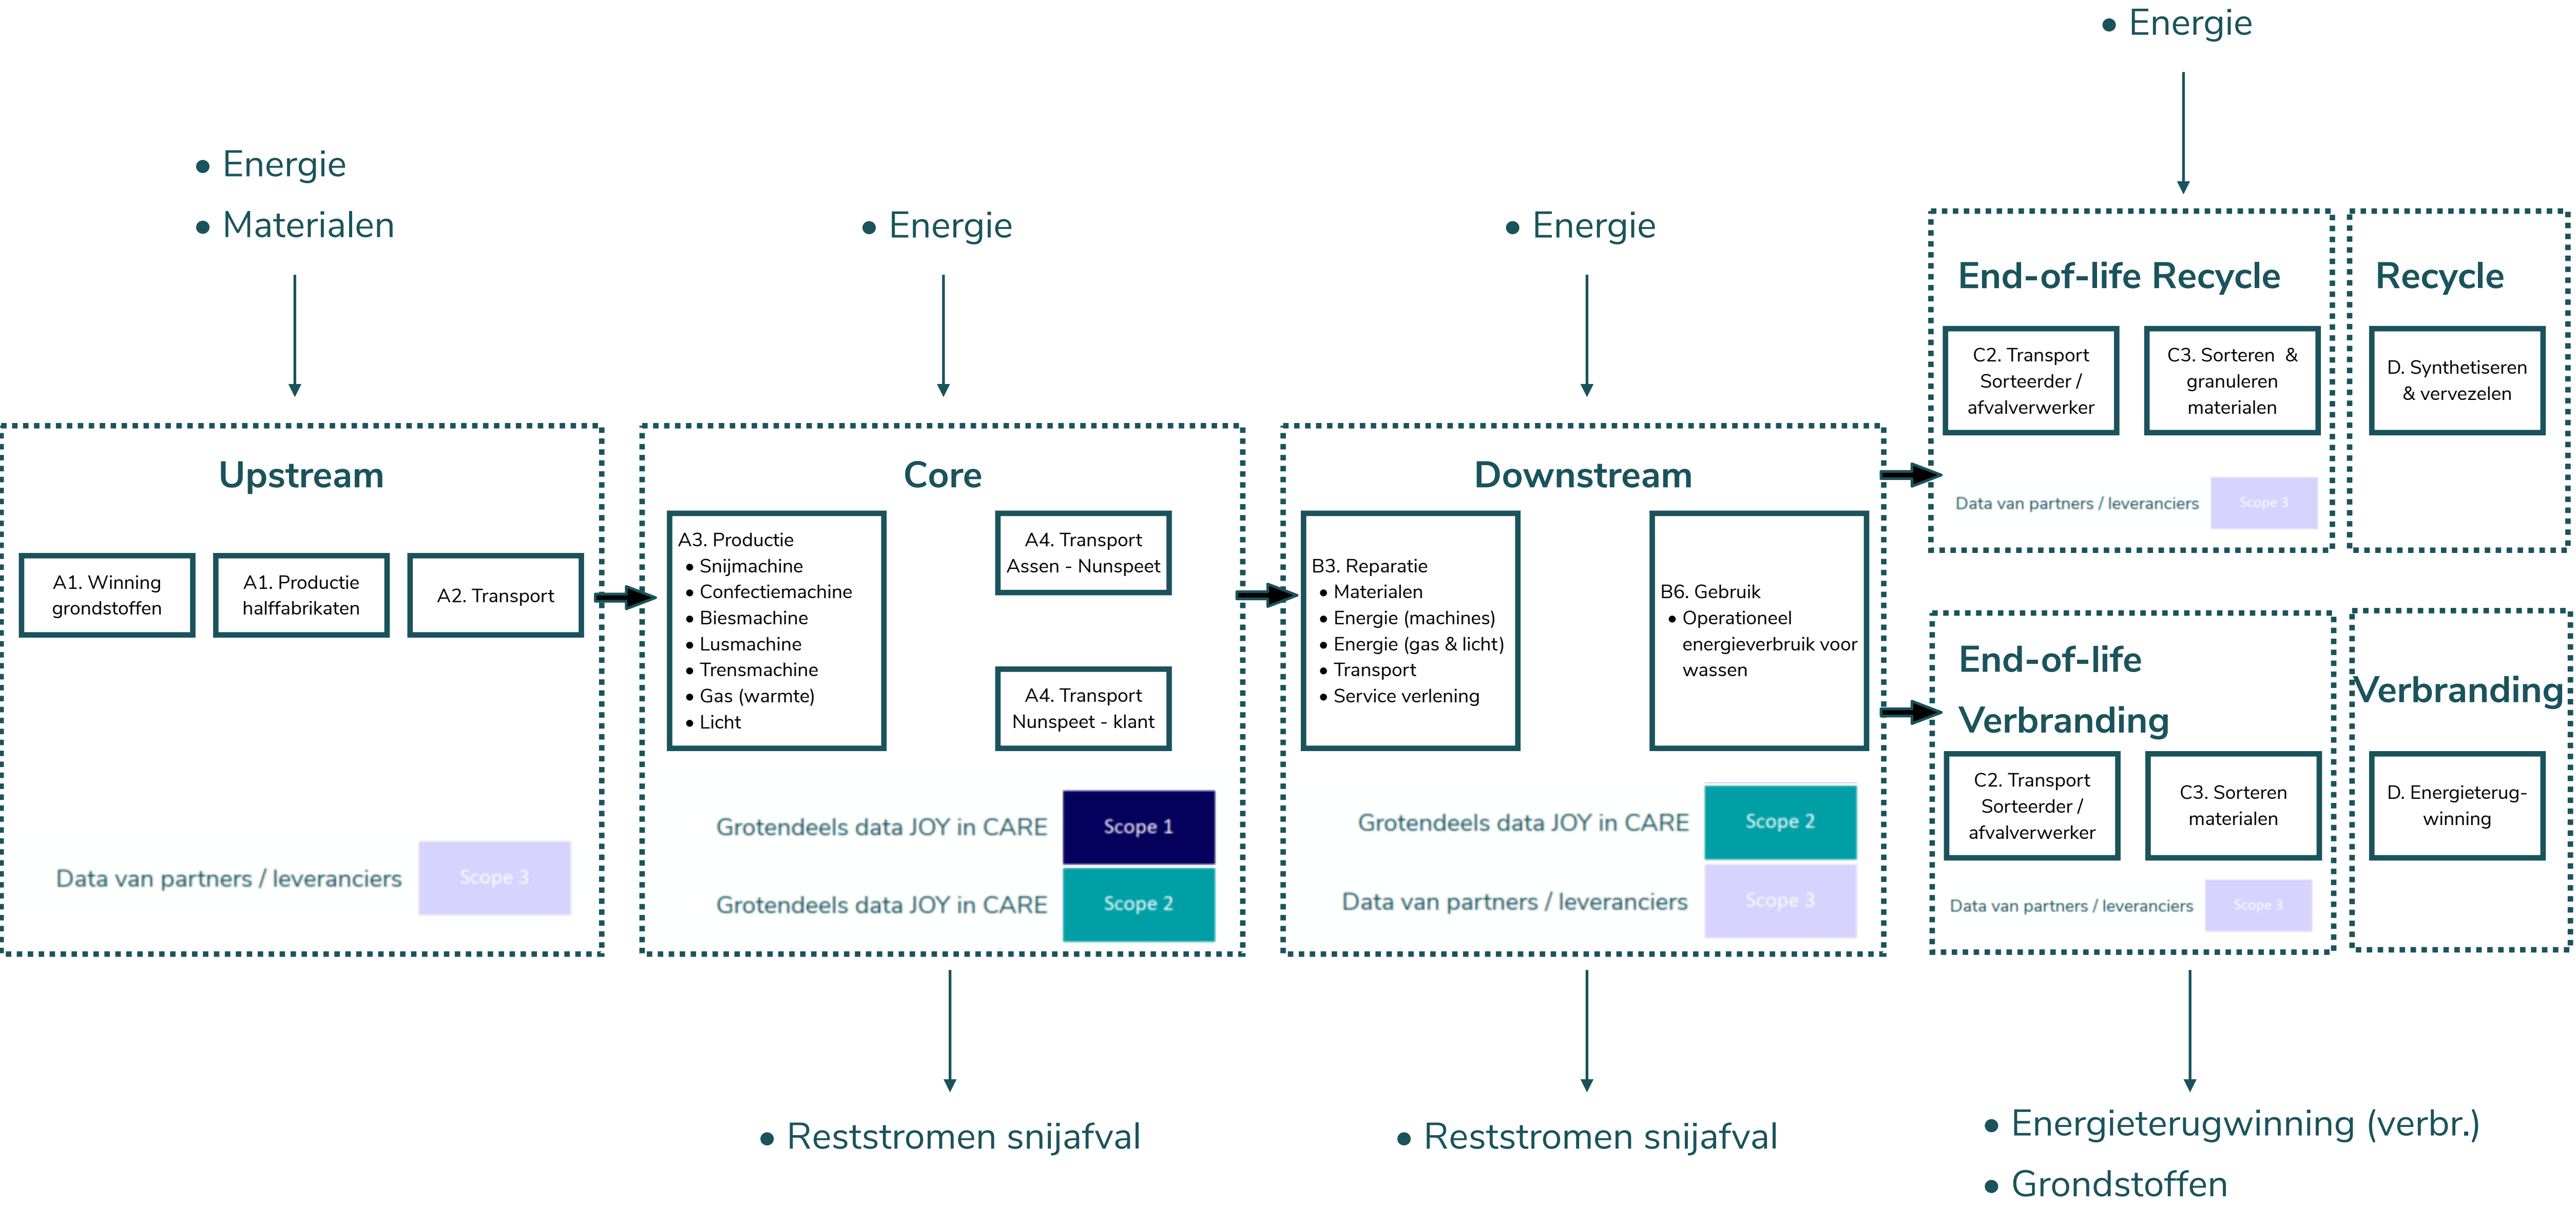 • Energie
• Energie
• Materialen
• Energie
• Energie
Upstream
A1. Winning
grondstoffen
A1. Productie
halffabrikaten
A2. Transport
Data van partners / leveranciers
Scope 3
Core
A3. Productie
• Snijmachine
• Confectiemachine
• Biesmachine
• Lusmachine
• Trensmachine
• Gas (warmte)
• Licht
A4. Transport
Assen - Nunspeet
A4. Transport
Nunspeet - klant
Grotendeels data JOY in CARE
Scope 1
Grotendeels data JOY in CARE
Scope 2
Downstream
B3. Reparatie
• Materialen
• Energie (machines)
• Energie (gas & licht)
• Transport
• Service verlening
B6. Gebruik
• Operationeel
energieverbruik voor
wassen
Grotendeels data JOY in CARE
Scope 2
Data van partners / leveranciers
Scope 3
End-of-life Recycle
C2. Transport
Sorteerder /
afvalverwerker
C3. Sorteren &
granuleren
materialen
Data van partners / leveranciers
Scope 3
Recycle
D. Synthetiseren
& vervezelen
End-of-life
Verbranding
C2. Transport
Sorteerder /
afvalverwerker
C3. Sorteren
materialen
Data van partners / leveranciers
Scope 3
Verbranding
D. Energieterug-
winning
• Reststromen snijafval
• Reststromen snijafval
• Energieterugwinning (verbr.)
• Grondstoffen